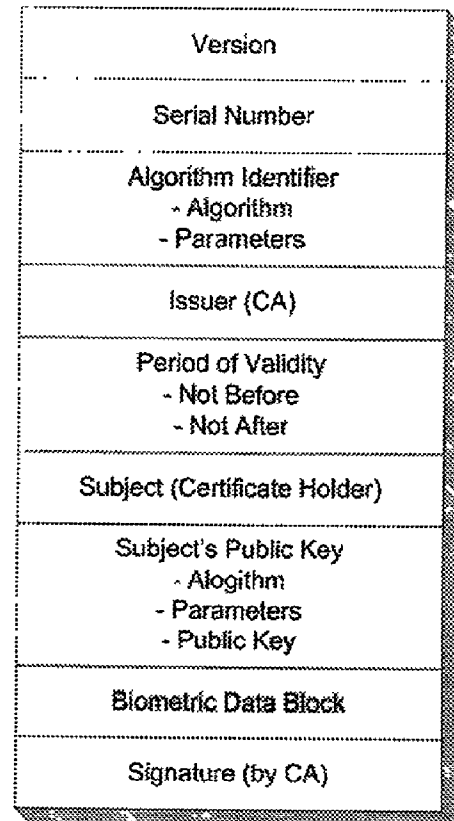 Version
Serial Number
Algorithm Identifier
- Algorithm
- Parameters
Issuer (CA)
Period of Validity
- Not Before
- Not After
Subject (Certificate Holder)
Subject's Public Key
- Alogithm
- Parameters
- Public Key
Biometric Data Block
Signature (by CA)